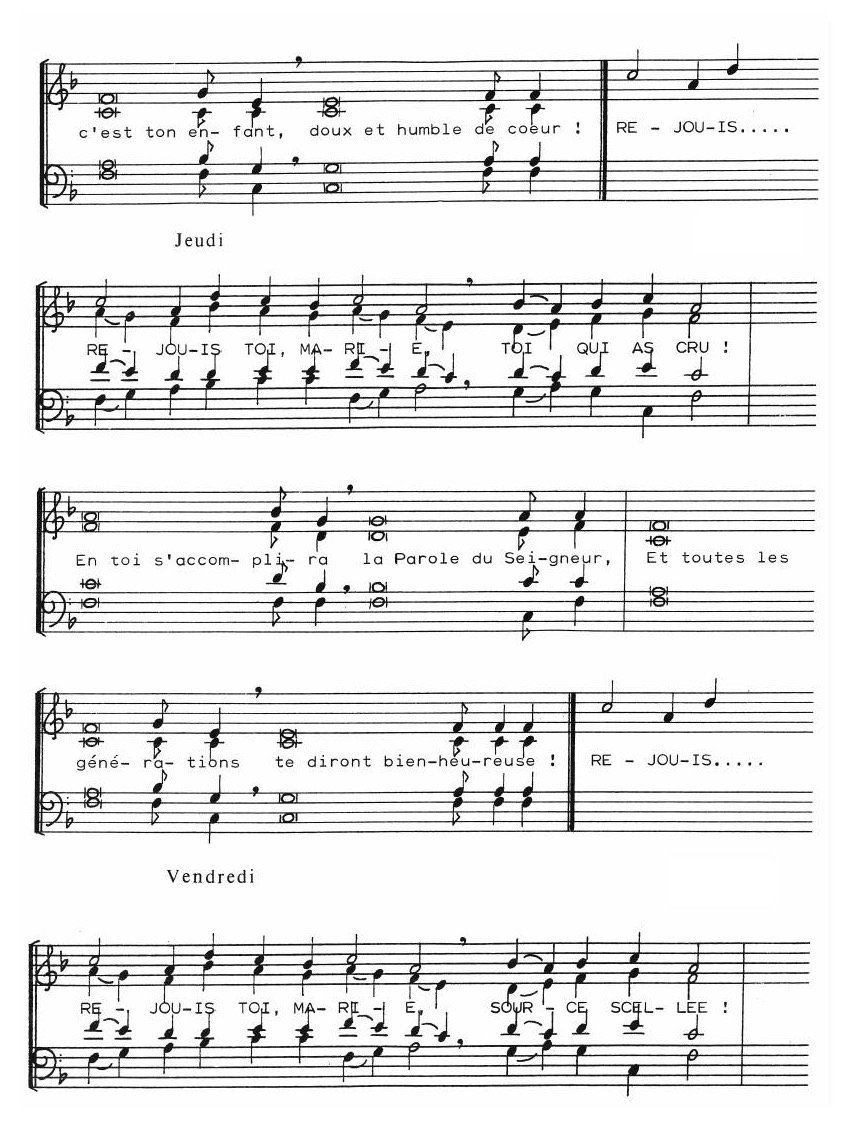 c'est ton en- fant, doux et humble de coeur ! RE - JOU-IS.....
Jeudi
RE - JOU-IS TOI, MA- RI - E, TOI QUI AS CRU !
En toi s'accom- pli- ra la Parole du Sei-gneur, Et toutes les
géné- ra- tions te diront bien-heu-reuse ! RE - JOU-IS.....
Vendredi
RE - JOU-IS TOI, MA- RI - E, SOUR - CE SCEL- LEE !